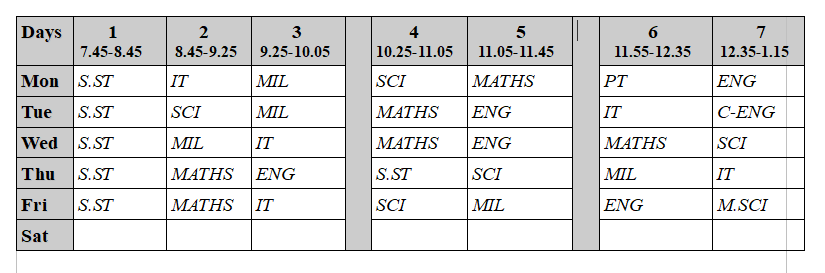 Days 1 2 3 4 5 6 7
7.45-8.45 8.45-9.25 9.25-10.05 10.25-11.05 11.05-11.45 11.55-12.35 12.35-1.15
Mon S.ST IT MIL SCI MATHS PT ENG
Tue S.ST SCI MIL MATHS ENG IT C-ENG
Wed S.ST MIL IT MATHS ENG MATHS SCI
Thu S.ST MATHS ENG S.ST SCI MIL IT
Fri S.ST MATHS IT SCI MIL ENG M.SCI
Sat